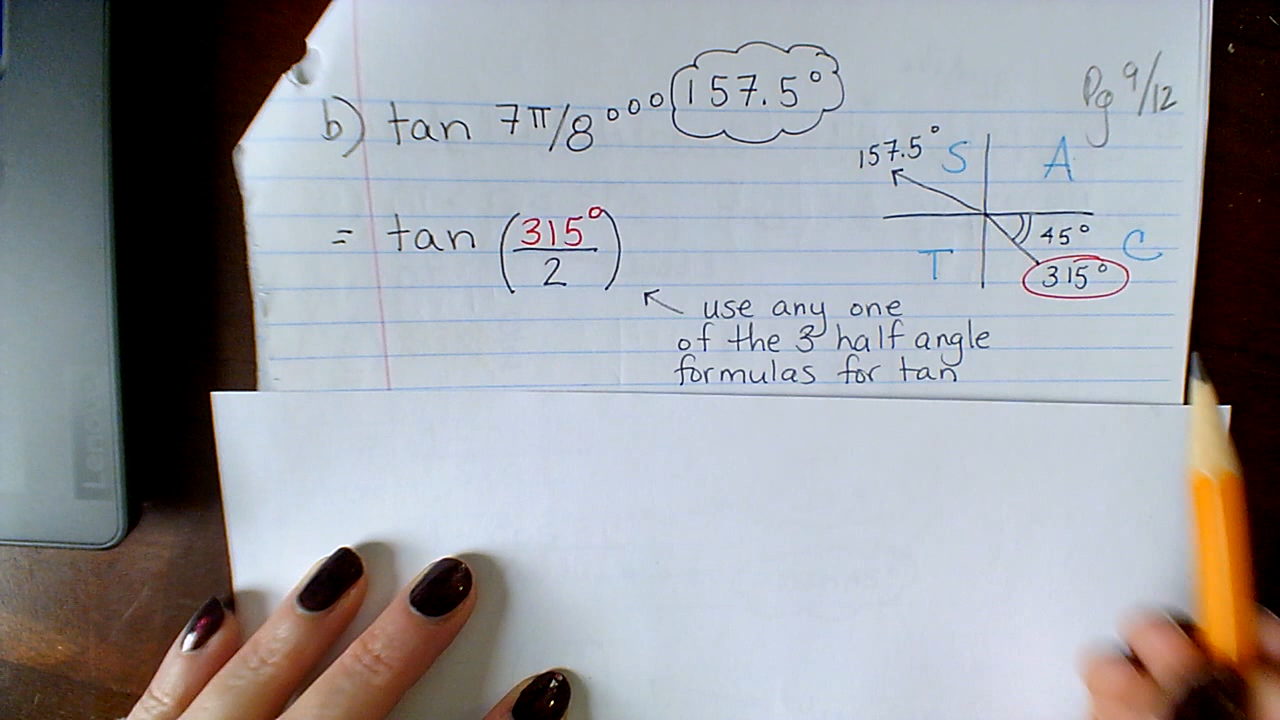 b) tan 7π/8 157.5°
Pg 9/12
157.5° S A
= tan (315°/2)
45°
T C
315°
use any one
of the 3 half angle
formulas for tan
Lenovo